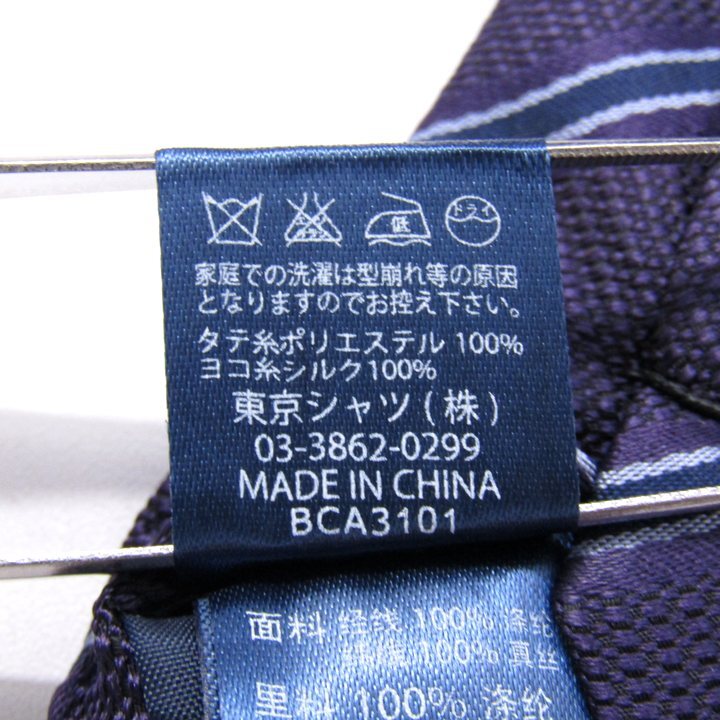 低 ドライ
家庭での洗濯は型崩れ等の原因
となりますのでお控え下さい。
タテ糸ポリエステル 100%
ヨコ糸シルク100%
東京シャツ(株)
03-3862-0299
MADE IN CHINA
BCA3101
面料 经线 100% 涤纶
纬线 100% 真丝
里料 100% 涤纶